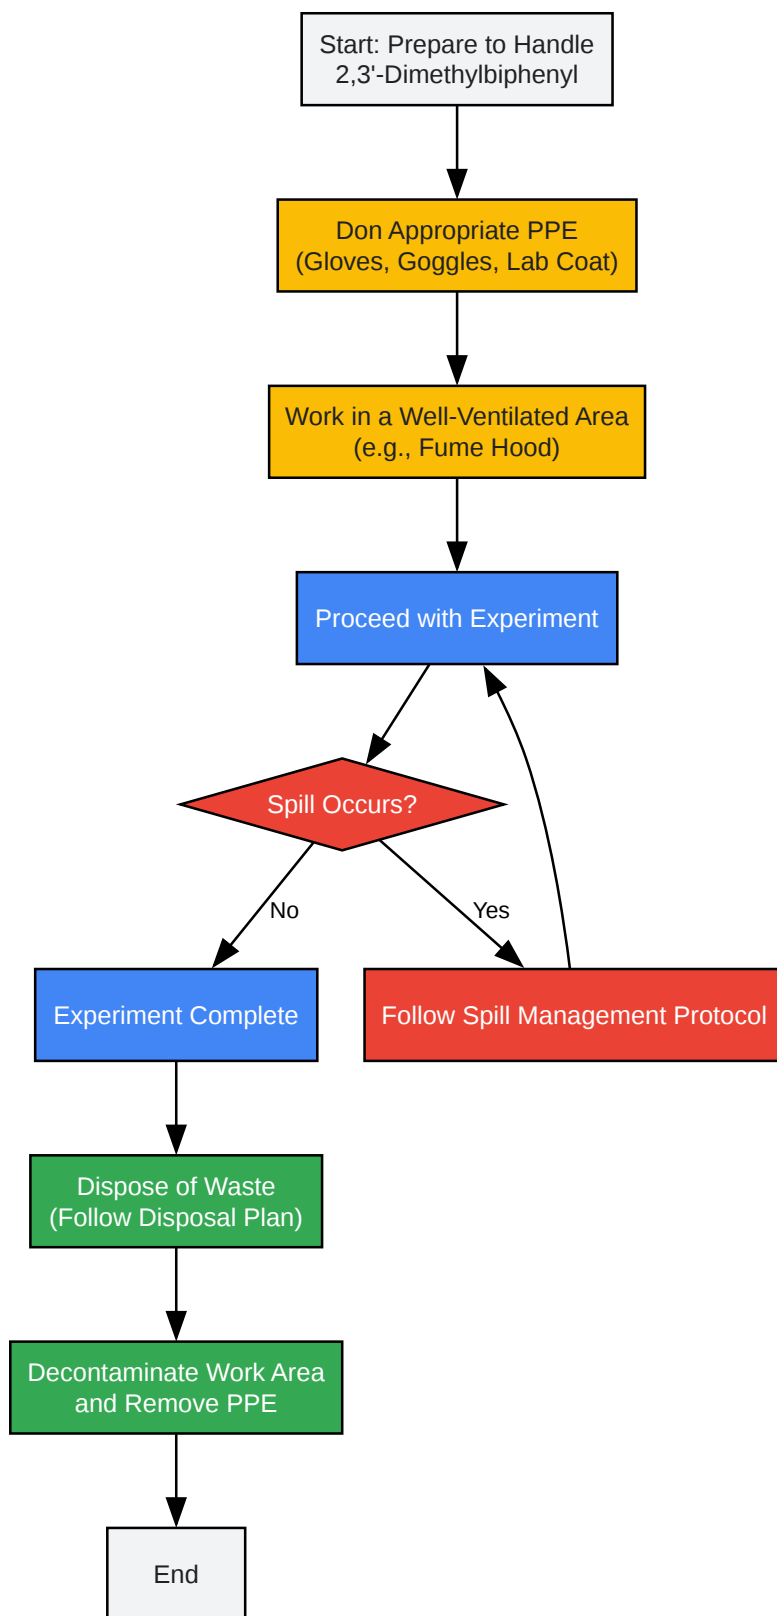 Start: Prepare to Handle
2,3'-Dimethylbiphenyl
Don Appropriate PPE
(Gloves, Goggles, Lab Coat)
Work in a Well-Ventilated Area
(e.g., Fume Hood)
Proceed with Experiment
Spill Occurs?
No
Yes
Experiment Complete
Follow Spill Management Protocol
Dispose of Waste
(Follow Disposal Plan)
Decontaminate Work Area
and Remove PPE
End